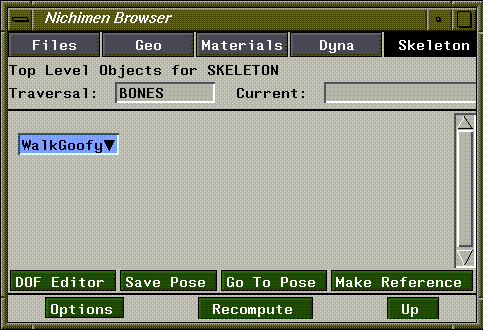 Nichimen Browser
Files Geo Materials Dyna Skeleton
Top Level Objects for SKELETON
Traversal: BONES Current:
WalkGoofy
DOF Editor Save Pose Go To Pose Make Reference
Options Recompute Up